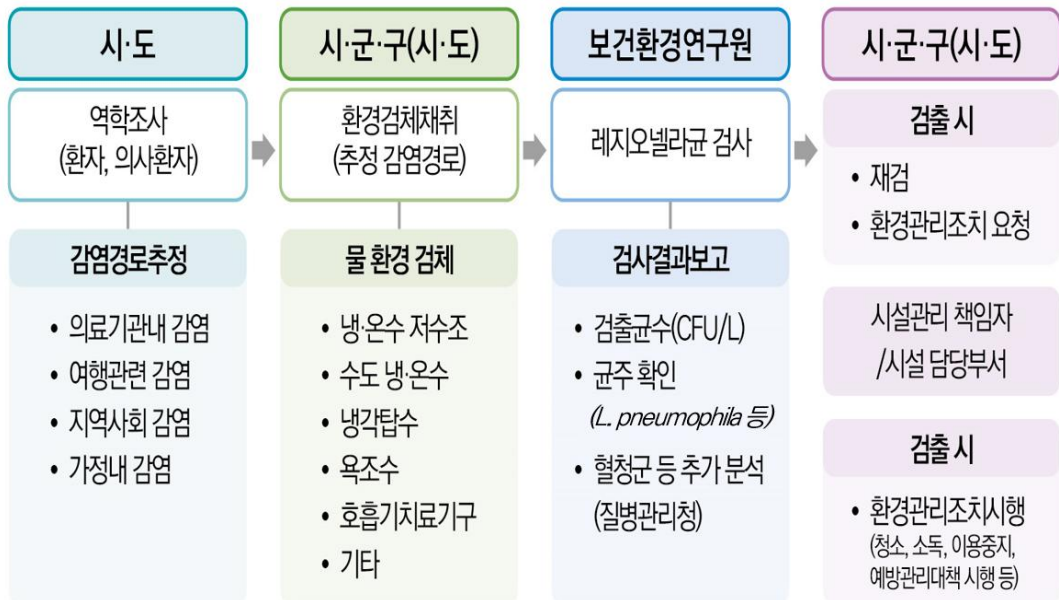 시·도
역학조사
(환자, 의사환자)
감염경로추정
• 의료기관내 감염
• 여행관련 감염
• 지역사회 감염
• 가정내 감염
시·군·구(시·도)
환경검체채취
(추정 감염경로)
물 환경 검체
• 냉·온수 저수조
• 수도 냉·온수
• 냉각탑수
• 욕조수
• 호흡기치료기구
• 기타
보건환경연구원
레지오넬라균 검사
검사결과보고
• 검출균수(CFU/L)
• 균주 확인
(L. pneumophila 등)
• 혈청군 등 추가 분석
(질병관리청)
시·군·구(시·도)
검출 시
• 재검
• 환경관리조치 요청
시설관리 책임자
/시설 담당부서
검출 시
• 환경관리조치시행
(청소, 소독, 이용중지,
예방관리대책 시행 등)